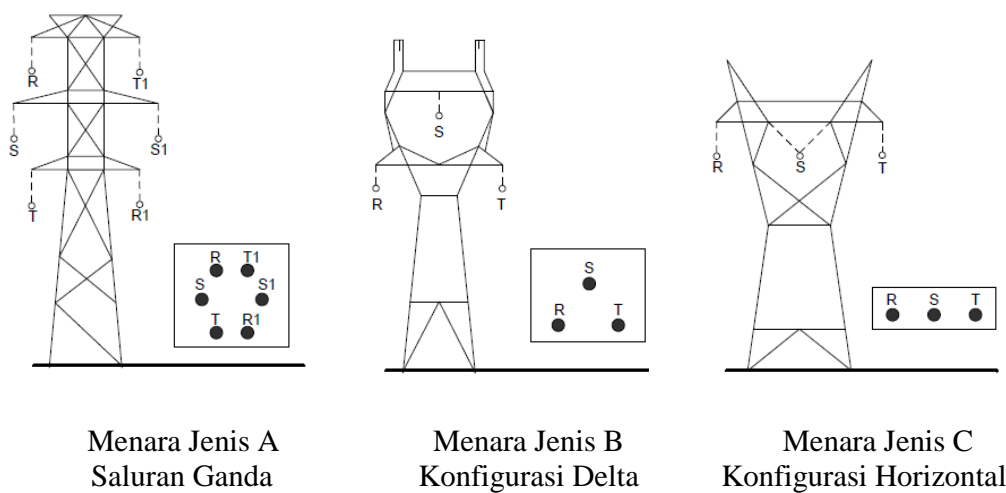 R T1
S S1
T R1
R T1
S S1
T R1
S
R T
S
R T
R S T
R S T
Menara Jenis A
Saluran Ganda
Menara Jenis B
Konfigurasi Delta
Menara Jenis C
Konfigurasi Horizontal